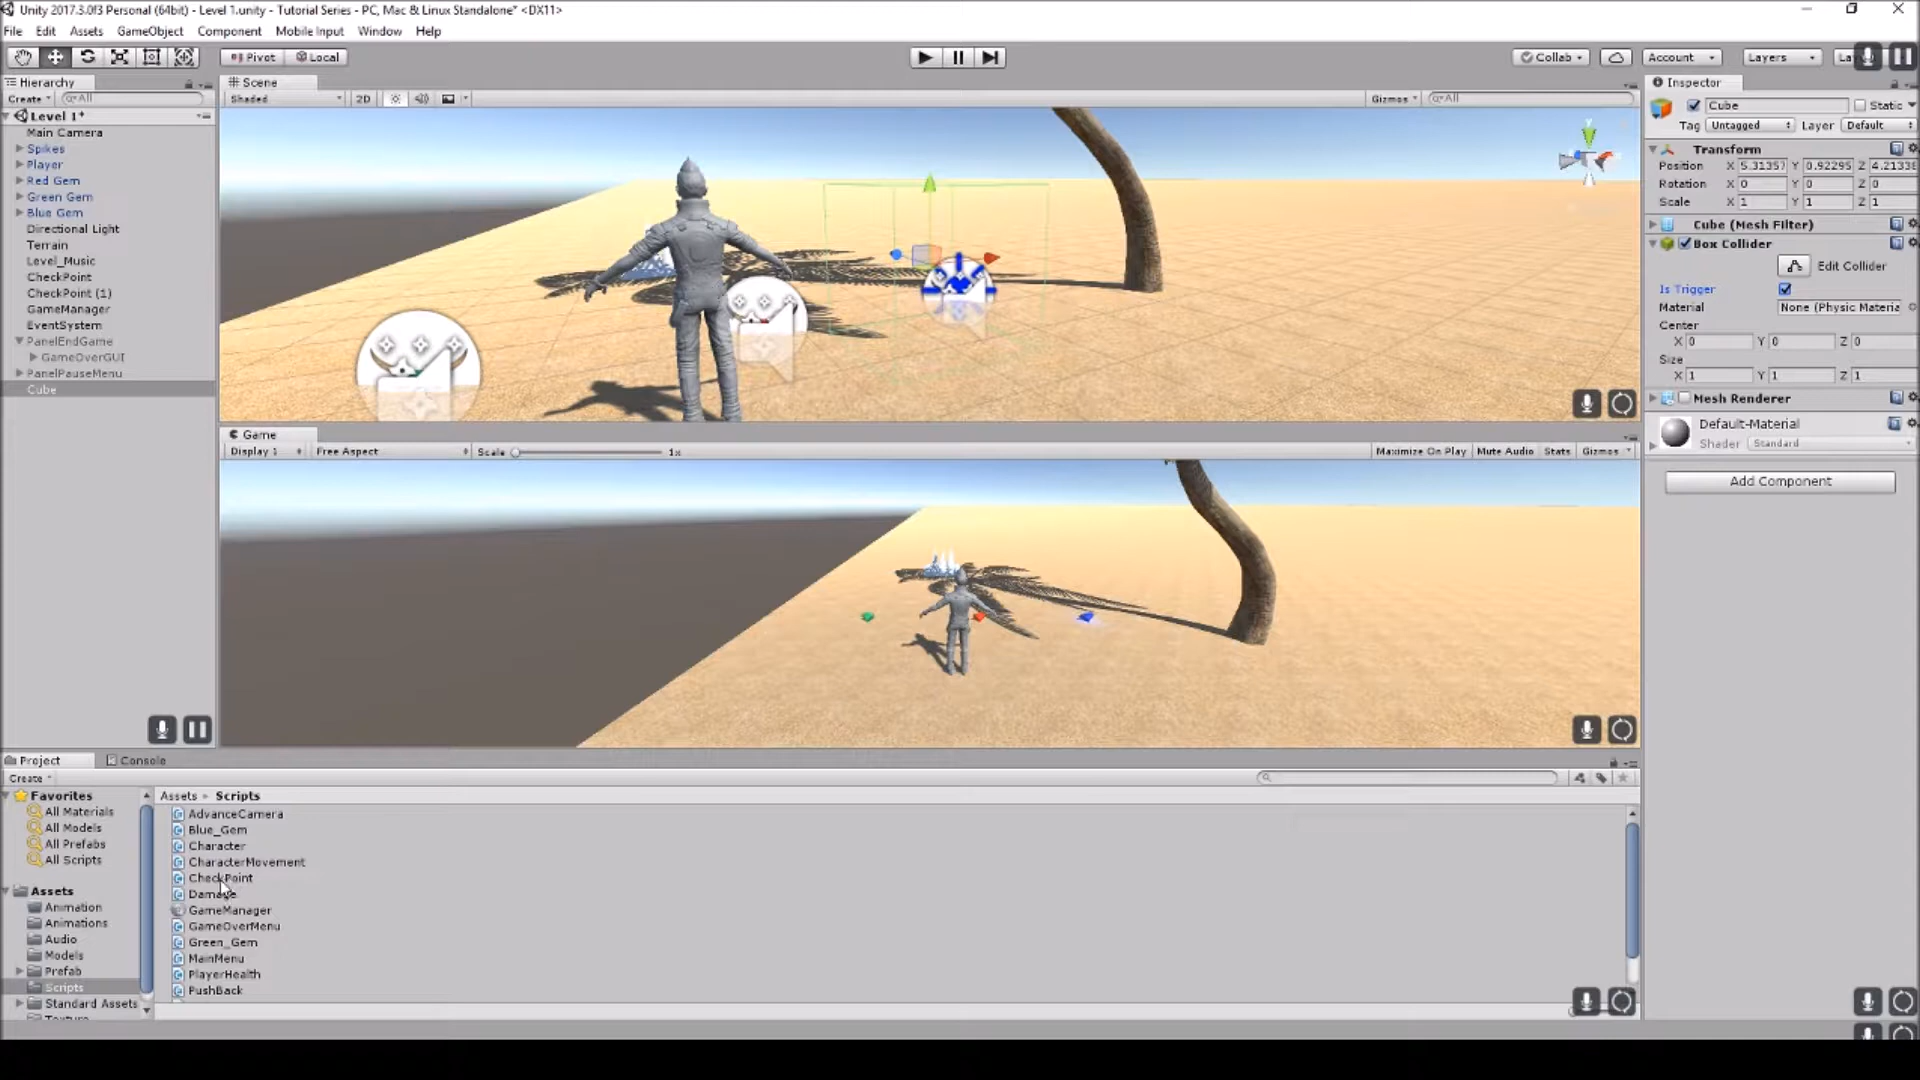 Unity 2017.3.0f3 Personal (64bit) - Level 1.unity - Tutorial Series - PC, Mac & Linux Standalone* <DX11>
File Edit Assets GameObject Component Mobile Input Window Help
Pivot Local Collab Account Layers La
Hierarchy
Create All
Level 1*
Main Camera
Spikes
Player
Red Gem
Green Gem
Blue Gem
Directional Light
Terrain
Level_Music
CheckPoint
CheckPoint (1)
GameManager
EventSystem
PanelEndGame
GameOverGUI
PanelPauseMenu
Cube
Scene
Shaded 2D Gizmos All
Game
Display 1 Free Aspect Scale 1x Maximize On Play Mute Audio Stats Gizmos
Inspector
Cube Static
Tag Untagged Layer Default
Transform
Position X 5.31357 Y 0.92295 Z 4.21338
Rotation X 0 Y 0 Z 0
Scale X 1 Y 1 Z 1
Cube (Mesh Filter)
Box Collider
Edit Collider
Is Trigger
Material None (Physic Materia
Center
X 0 Y 0 Z 0
Size
X 1 Y 1 Z 1
Mesh Renderer
Default-Material
Shader Standard
Add Component
Project Console
Create
Favorites
All Materials
All Models
All Prefabs
All Scripts
Assets
Animation
Animations
Audio
Models
Prefab
Scripts
Standard Assets
Assets Scripts
AdvanceCamera
Blue_Gem
Character
CharacterMovement
CheckPoint
Damage
GameManager
GameOverMenu
Green_Gem
MainMenu
PlayerHealth
PushBack